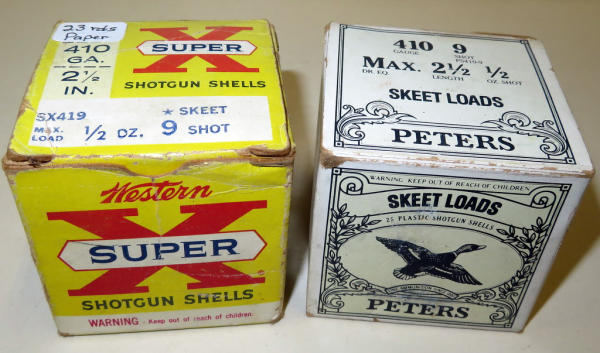 23 rds
Paper
410
GA.
2½
IN.
X
SUPER
SHOTGUN SHELLS
SX419
★ SKEET
MAX.
LOAD
1/2 OZ. 9 SHOT
Western
X
SUPER
SHOTGUN SHELLS
WARNING - Keep out of reach of children.
410 9
GAUGE SHOT
MAX. 2½ ½
DR. EQ. LENGTH OZ. SHOT
SKEET LOADS
PETERS
WARNING. KEEP OUT OF REACH OF CHILDREN
SKEET LOADS
25 PLASTIC SHOTGUN SHELLS
PETERS